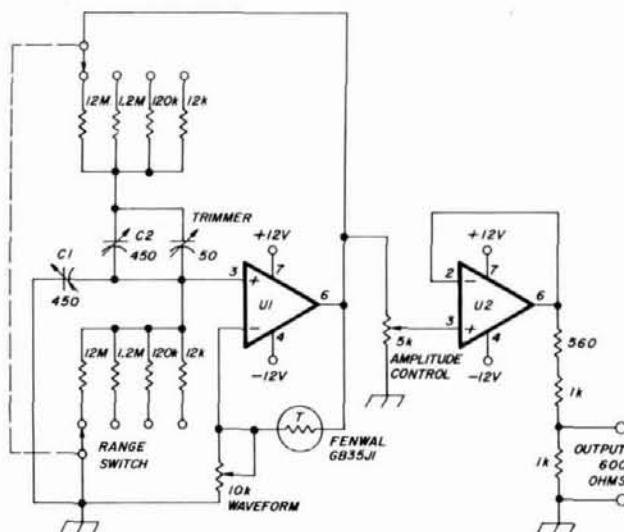 12M 1.2M 120k 12k
TRIMMER
C1
450
C2
450
50
+12V
3
7
+
U1
6
-
4
-12V
12M 1.2M 120k 12k
RANGE
SWITCH
T
FENWAL
GB35J1
10k
WAVEFORM
5k
AMPLITUDE
CONTROL
+12V
2
7
-
U2
6
3
+
4
-12V
560
1k
1k
OUTPUT
600
OHMS